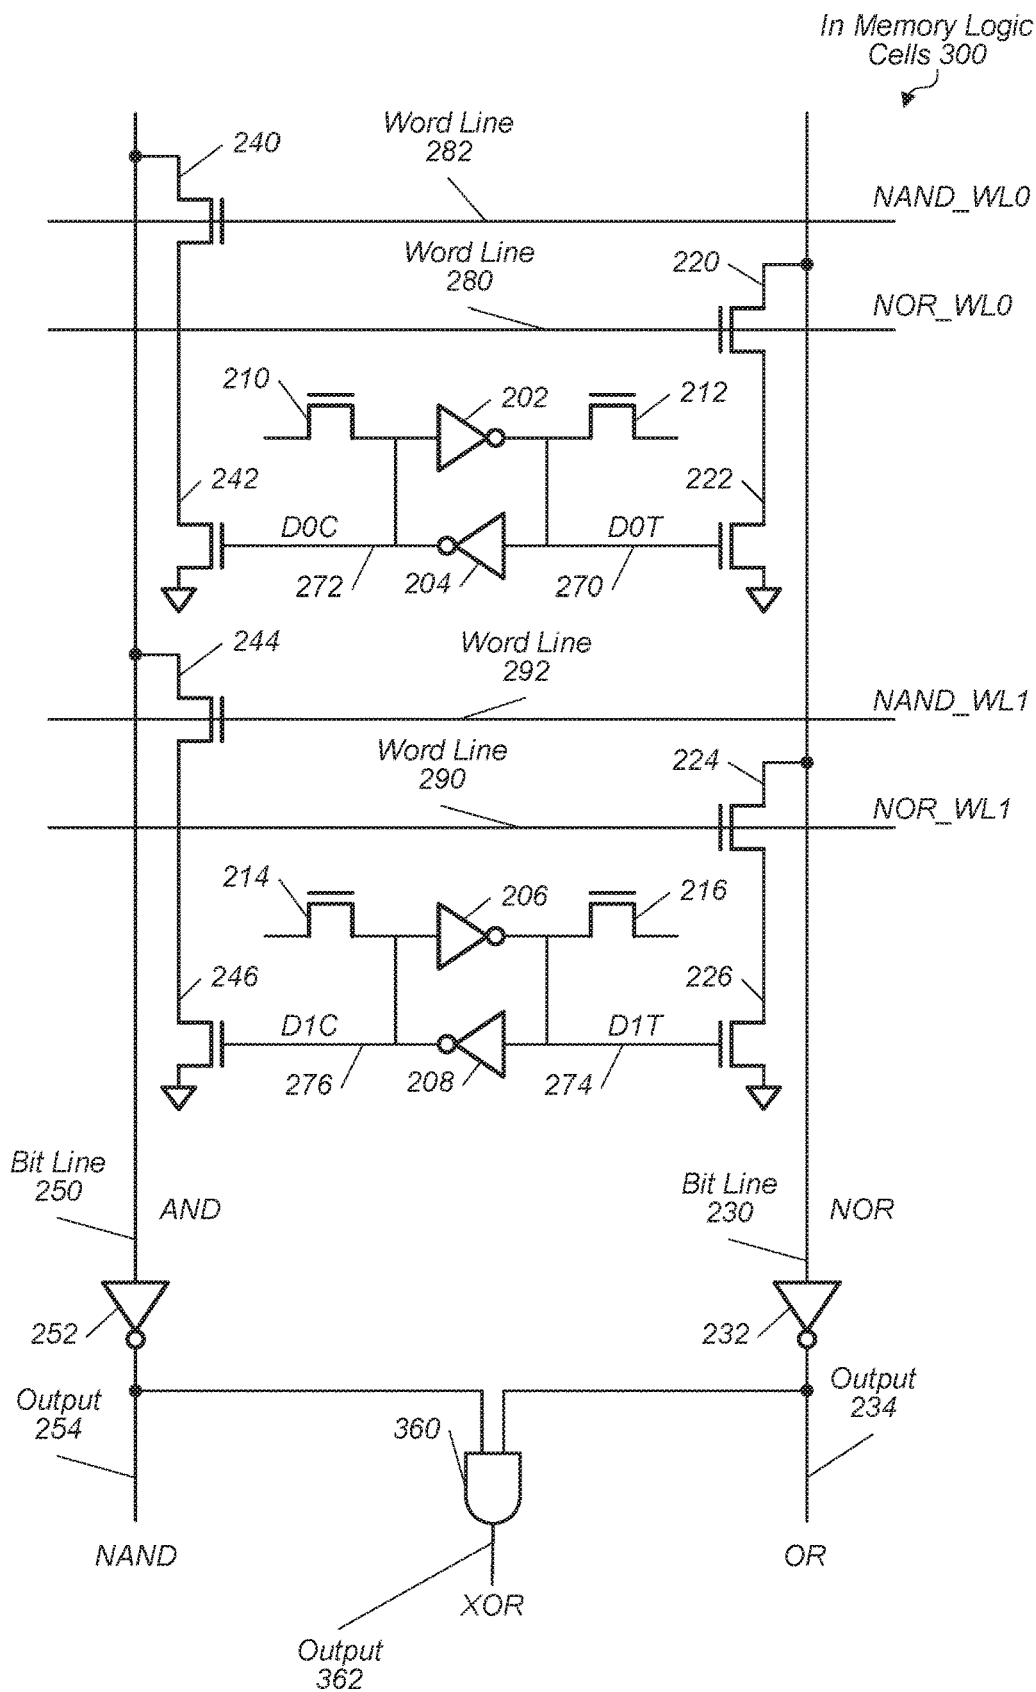 In Memory Logic
Cells 300
240
Word Line
282
NAND_WL0
Word Line
280
220
NOR_WL0
210
202
212
242
222
D0C
D0T
272
204
270
244
Word Line
292
NAND_WL1
Word Line
290
224
NOR_WL1
214
206
216
246
226
D1C
D1T
276
208
274
Bit Line
250
AND
Bit Line
230
NOR
252
232
Output
254
360
Output
234
NAND
OR
XOR
Output
362